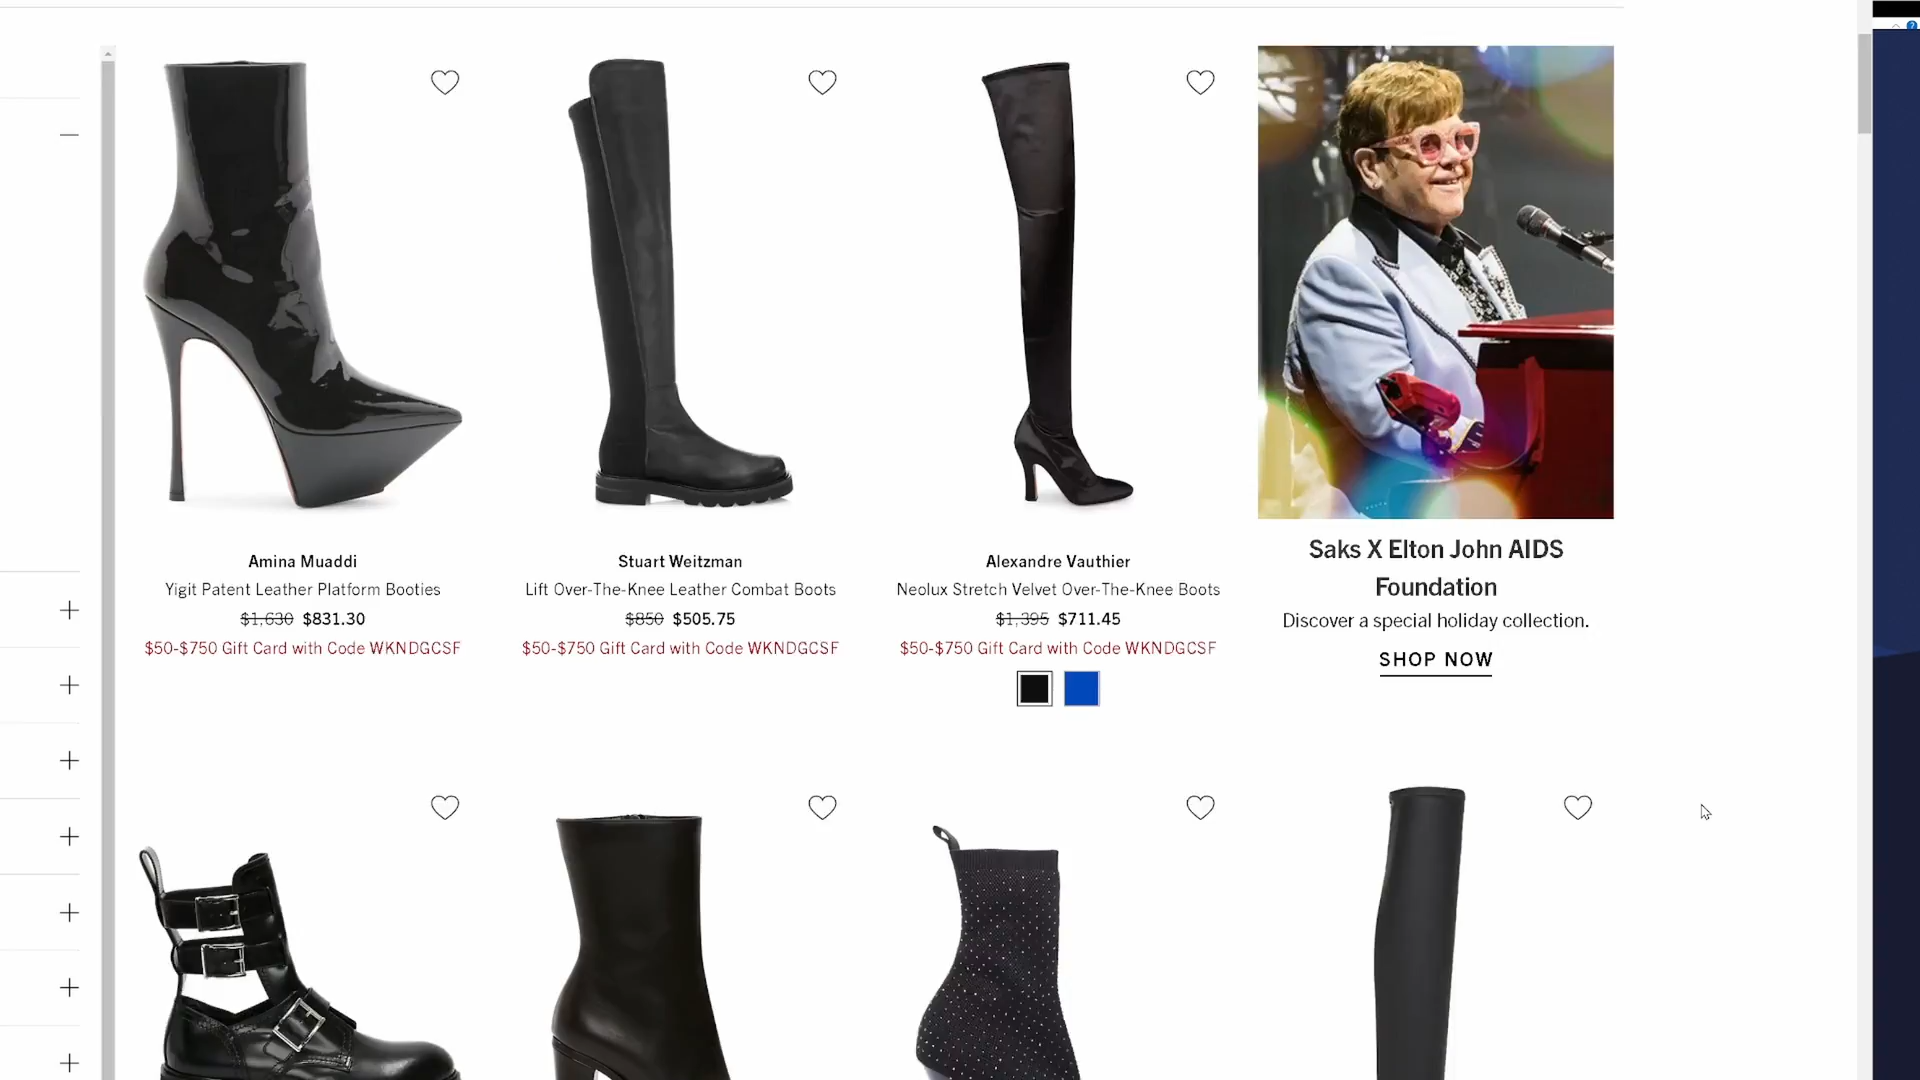 Amina Muaddi
Yigit Patent Leather Platform Booties
$1,630 $831.30
$50-$750 Gift Card with Code WKNDGCSF
Stuart Weitzman
Lift Over-The-Knee Leather Combat Boots
$850 $505.75
$50-$750 Gift Card with Code WKNDGCSF
Alexandre Vauthier
Neolux Stretch Velvet Over-The-Knee Boots
$1,395 $711.45
$50-$750 Gift Card with Code WKNDGCSF
Saks X Elton John AIDS
Foundation
Discover a special holiday collection.
SHOP NOW